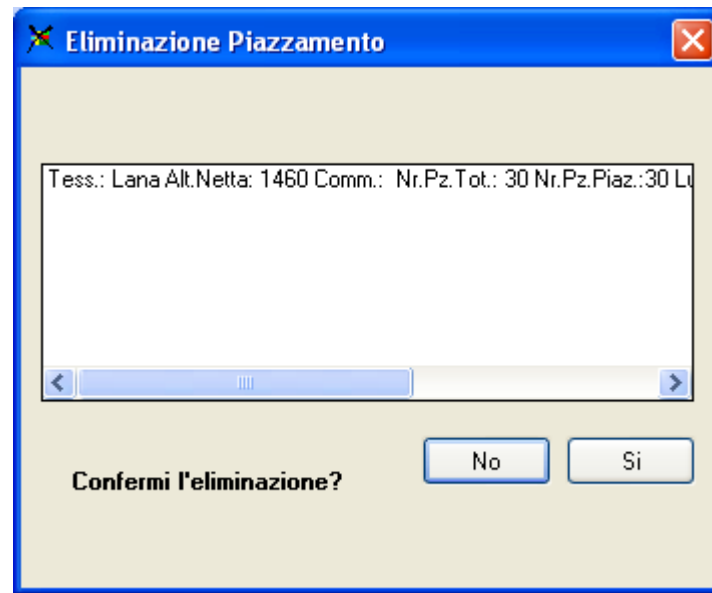 Eliminazione Piazzamento
Tess.: Lana Alt.Netta: 1460 Comm.:  Nr.Pz.Tot.: 30 Nr.Pz.Piaz.:30
No
Si
Confermi l'eliminazione?